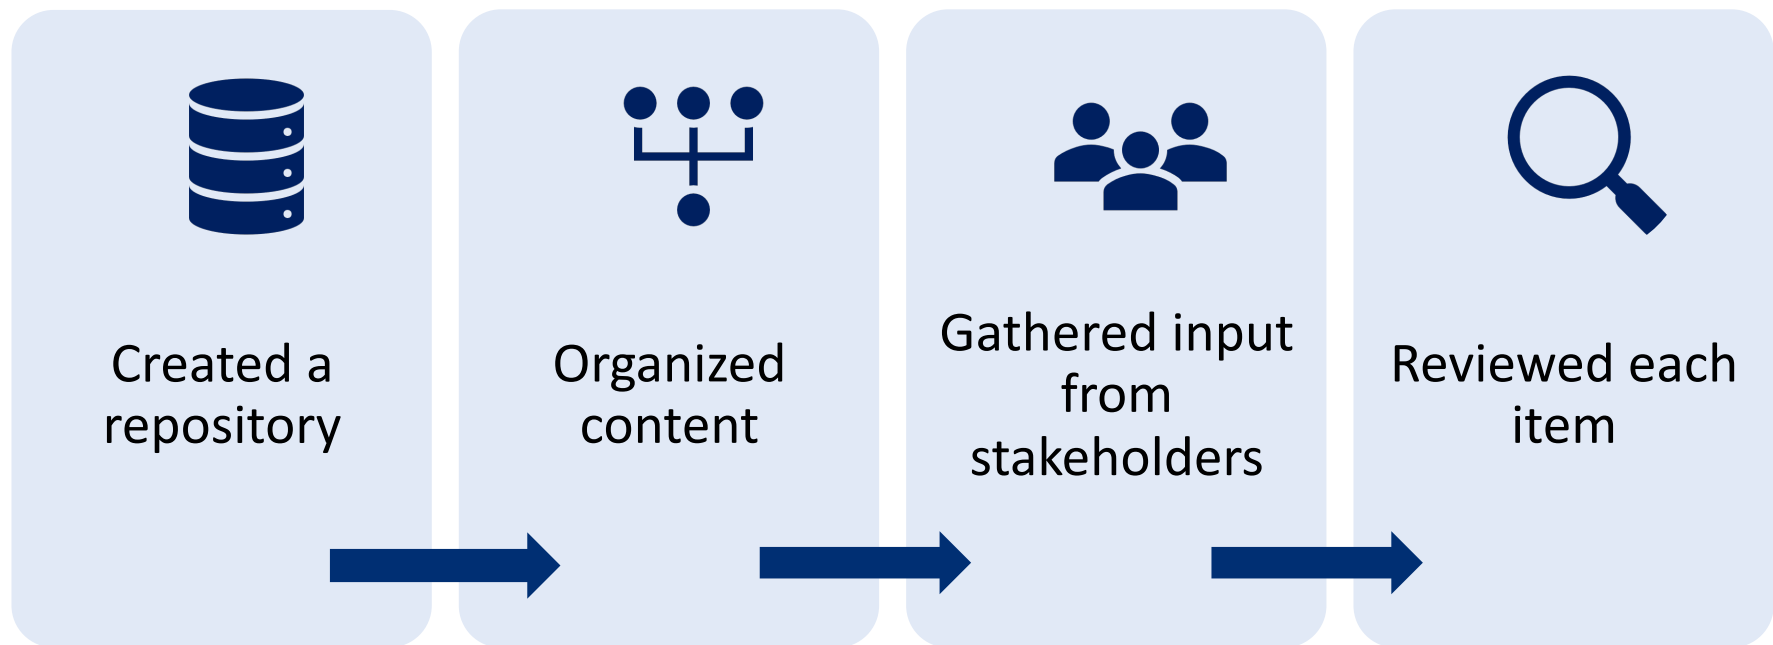 Created a
repository
Organized
content
Gathered input
from
stakeholders
Reviewed each
item